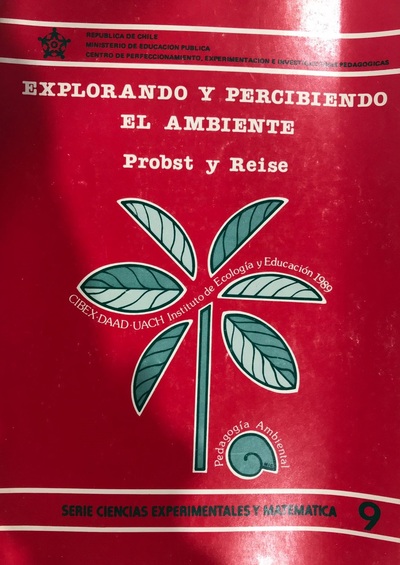 REPUBLICA DE CHILE
MINISTERIO DE EDUCACION PUBLICA
CENTRO DE PERFECCIONAMIENTO, EXPERIMENTACION E INVESTIGACIONES PEDAGOGICAS
EXPLORANDO Y PERCIBIENDO
EL AMBIENTE
Probst y Reise
CIBEX·DAAD·UACH Instituto de Ecología y Educación 1989
Pedagogía Ambiental
SERIE CIENCIAS EXPERIMENTALES Y MATEMATICA 9